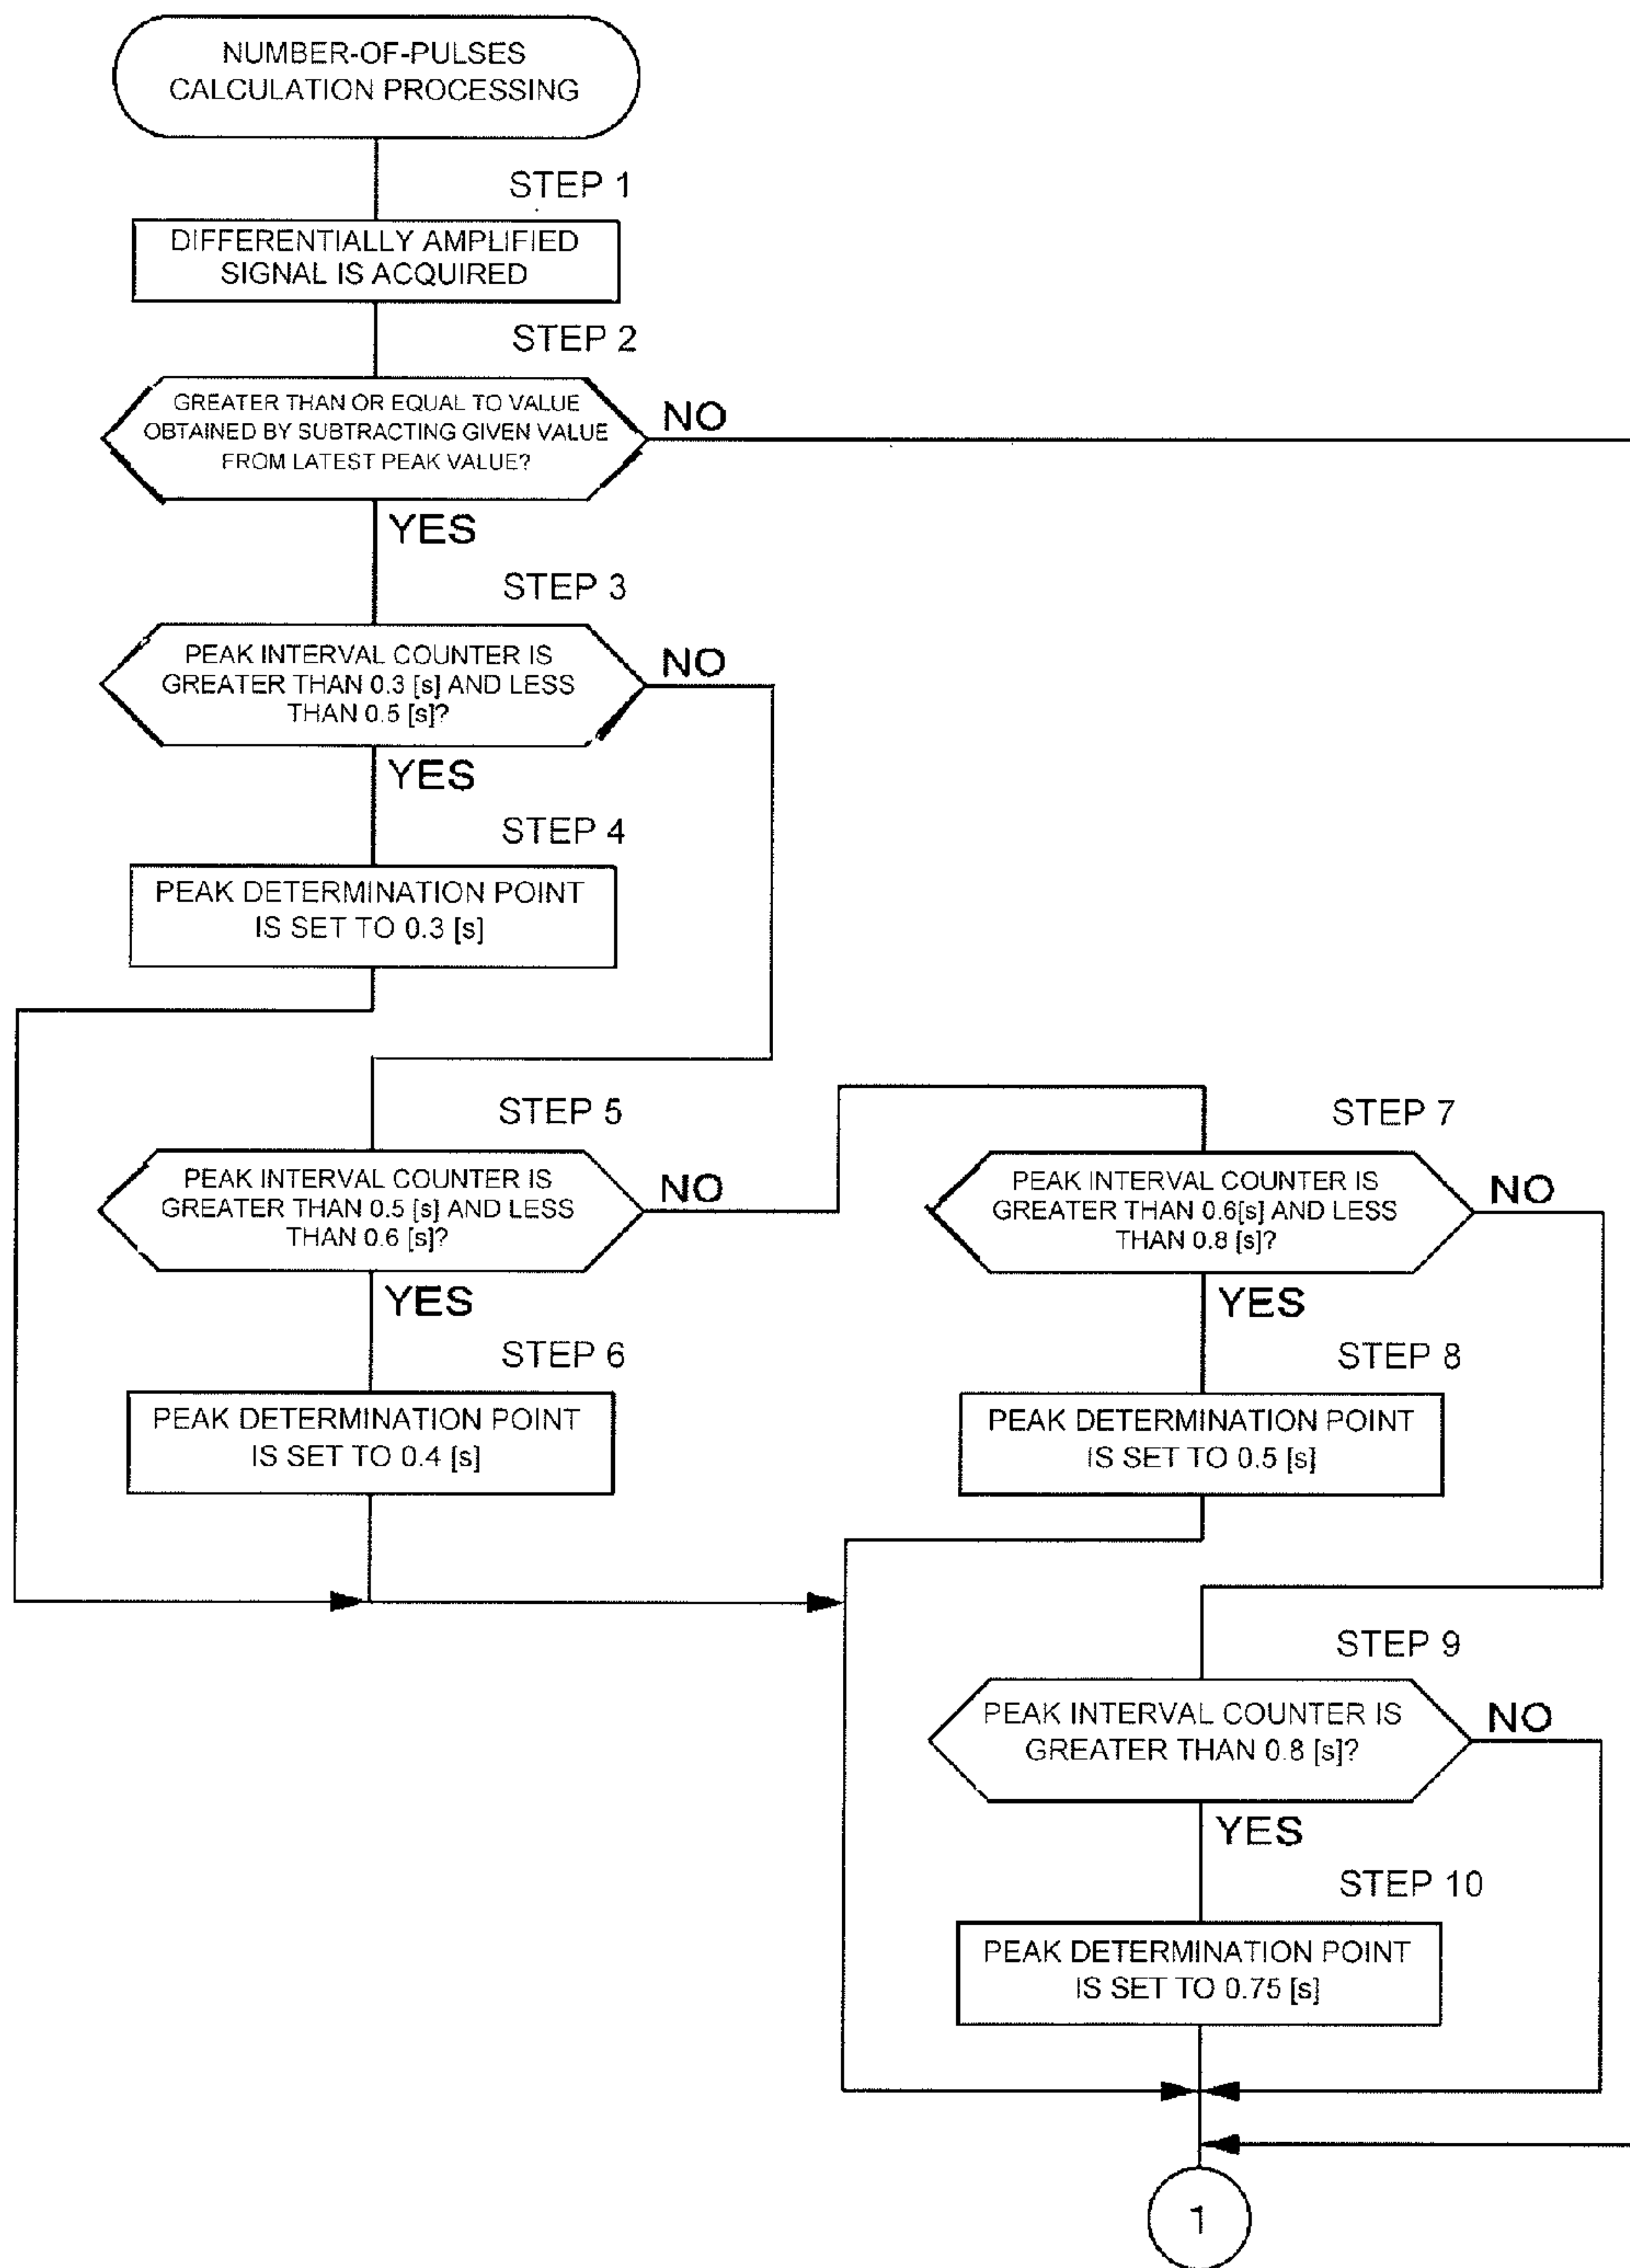 NUMBER-OF-PULSES
CALCULATION PROCESSING
STEP 1
DIFFERENTIALLY AMPLIFIED
SIGNAL IS ACQUIRED
STEP 2
GREATER THAN OR EQUAL TO VALUE
OBTAINED BY SUBTRACTING GIVEN VALUE
FROM LATEST PEAK VALUE?
NO
YES
STEP 3
PEAK INTERVAL COUNTER IS
GREATER THAN 0.3 [s] AND LESS
THAN 0.5 [s]?
NO
YES
STEP 4
PEAK DETERMINATION POINT
IS SET TO 0.3 [s]
STEP 5
PEAK INTERVAL COUNTER IS
GREATER THAN 0.5 [s] AND LESS
THAN 0.6 [s]?
NO
YES
STEP 6
PEAK DETERMINATION POINT
IS SET TO 0.4 [s]
STEP 7
PEAK INTERVAL COUNTER IS
GREATER THAN 0.6[s] AND LESS
THAN 0.8 [s]?
NO
YES
STEP 8
PEAK DETERMINATION POINT
IS SET TO 0.5 [s]
STEP 9
PEAK INTERVAL COUNTER IS
GREATER THAN 0.8 [s]?
NO
YES
STEP 10
PEAK DETERMINATION POINT
IS SET TO 0.75 [s]
1